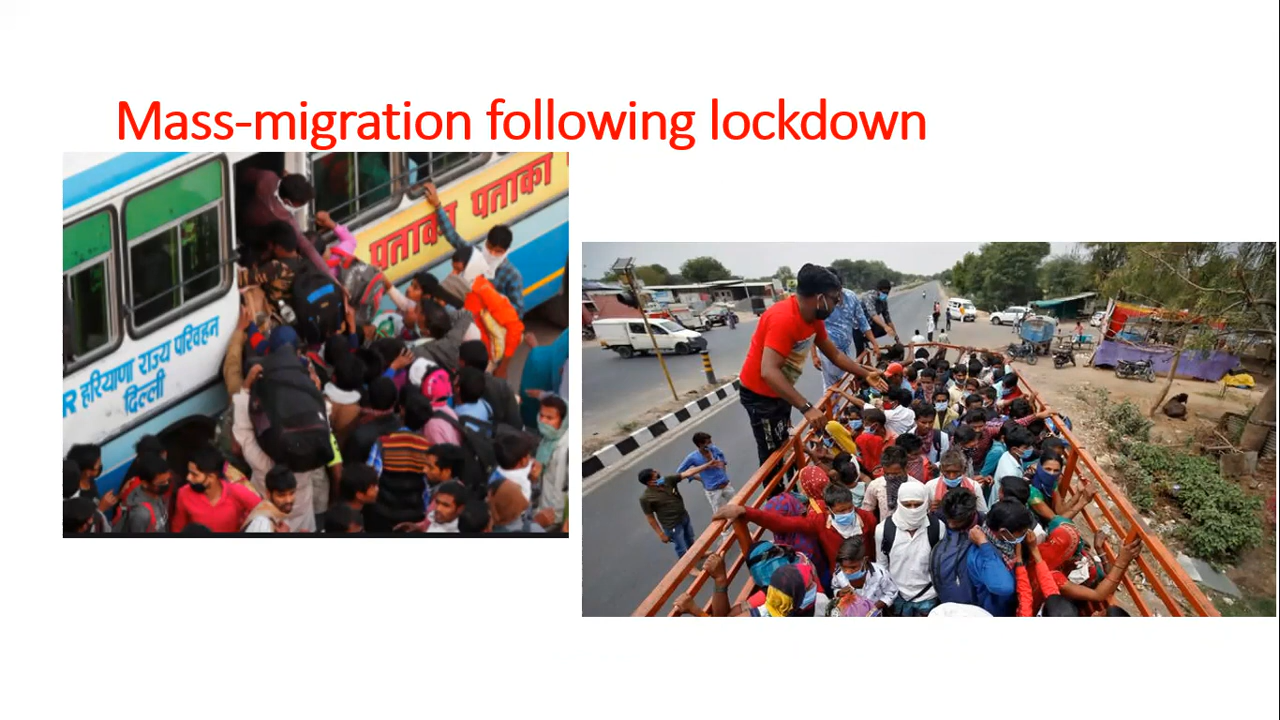 Mass-migration following lockdown
पताका पताका
R हरियाणा राज्य परिवहन
दिल्ली